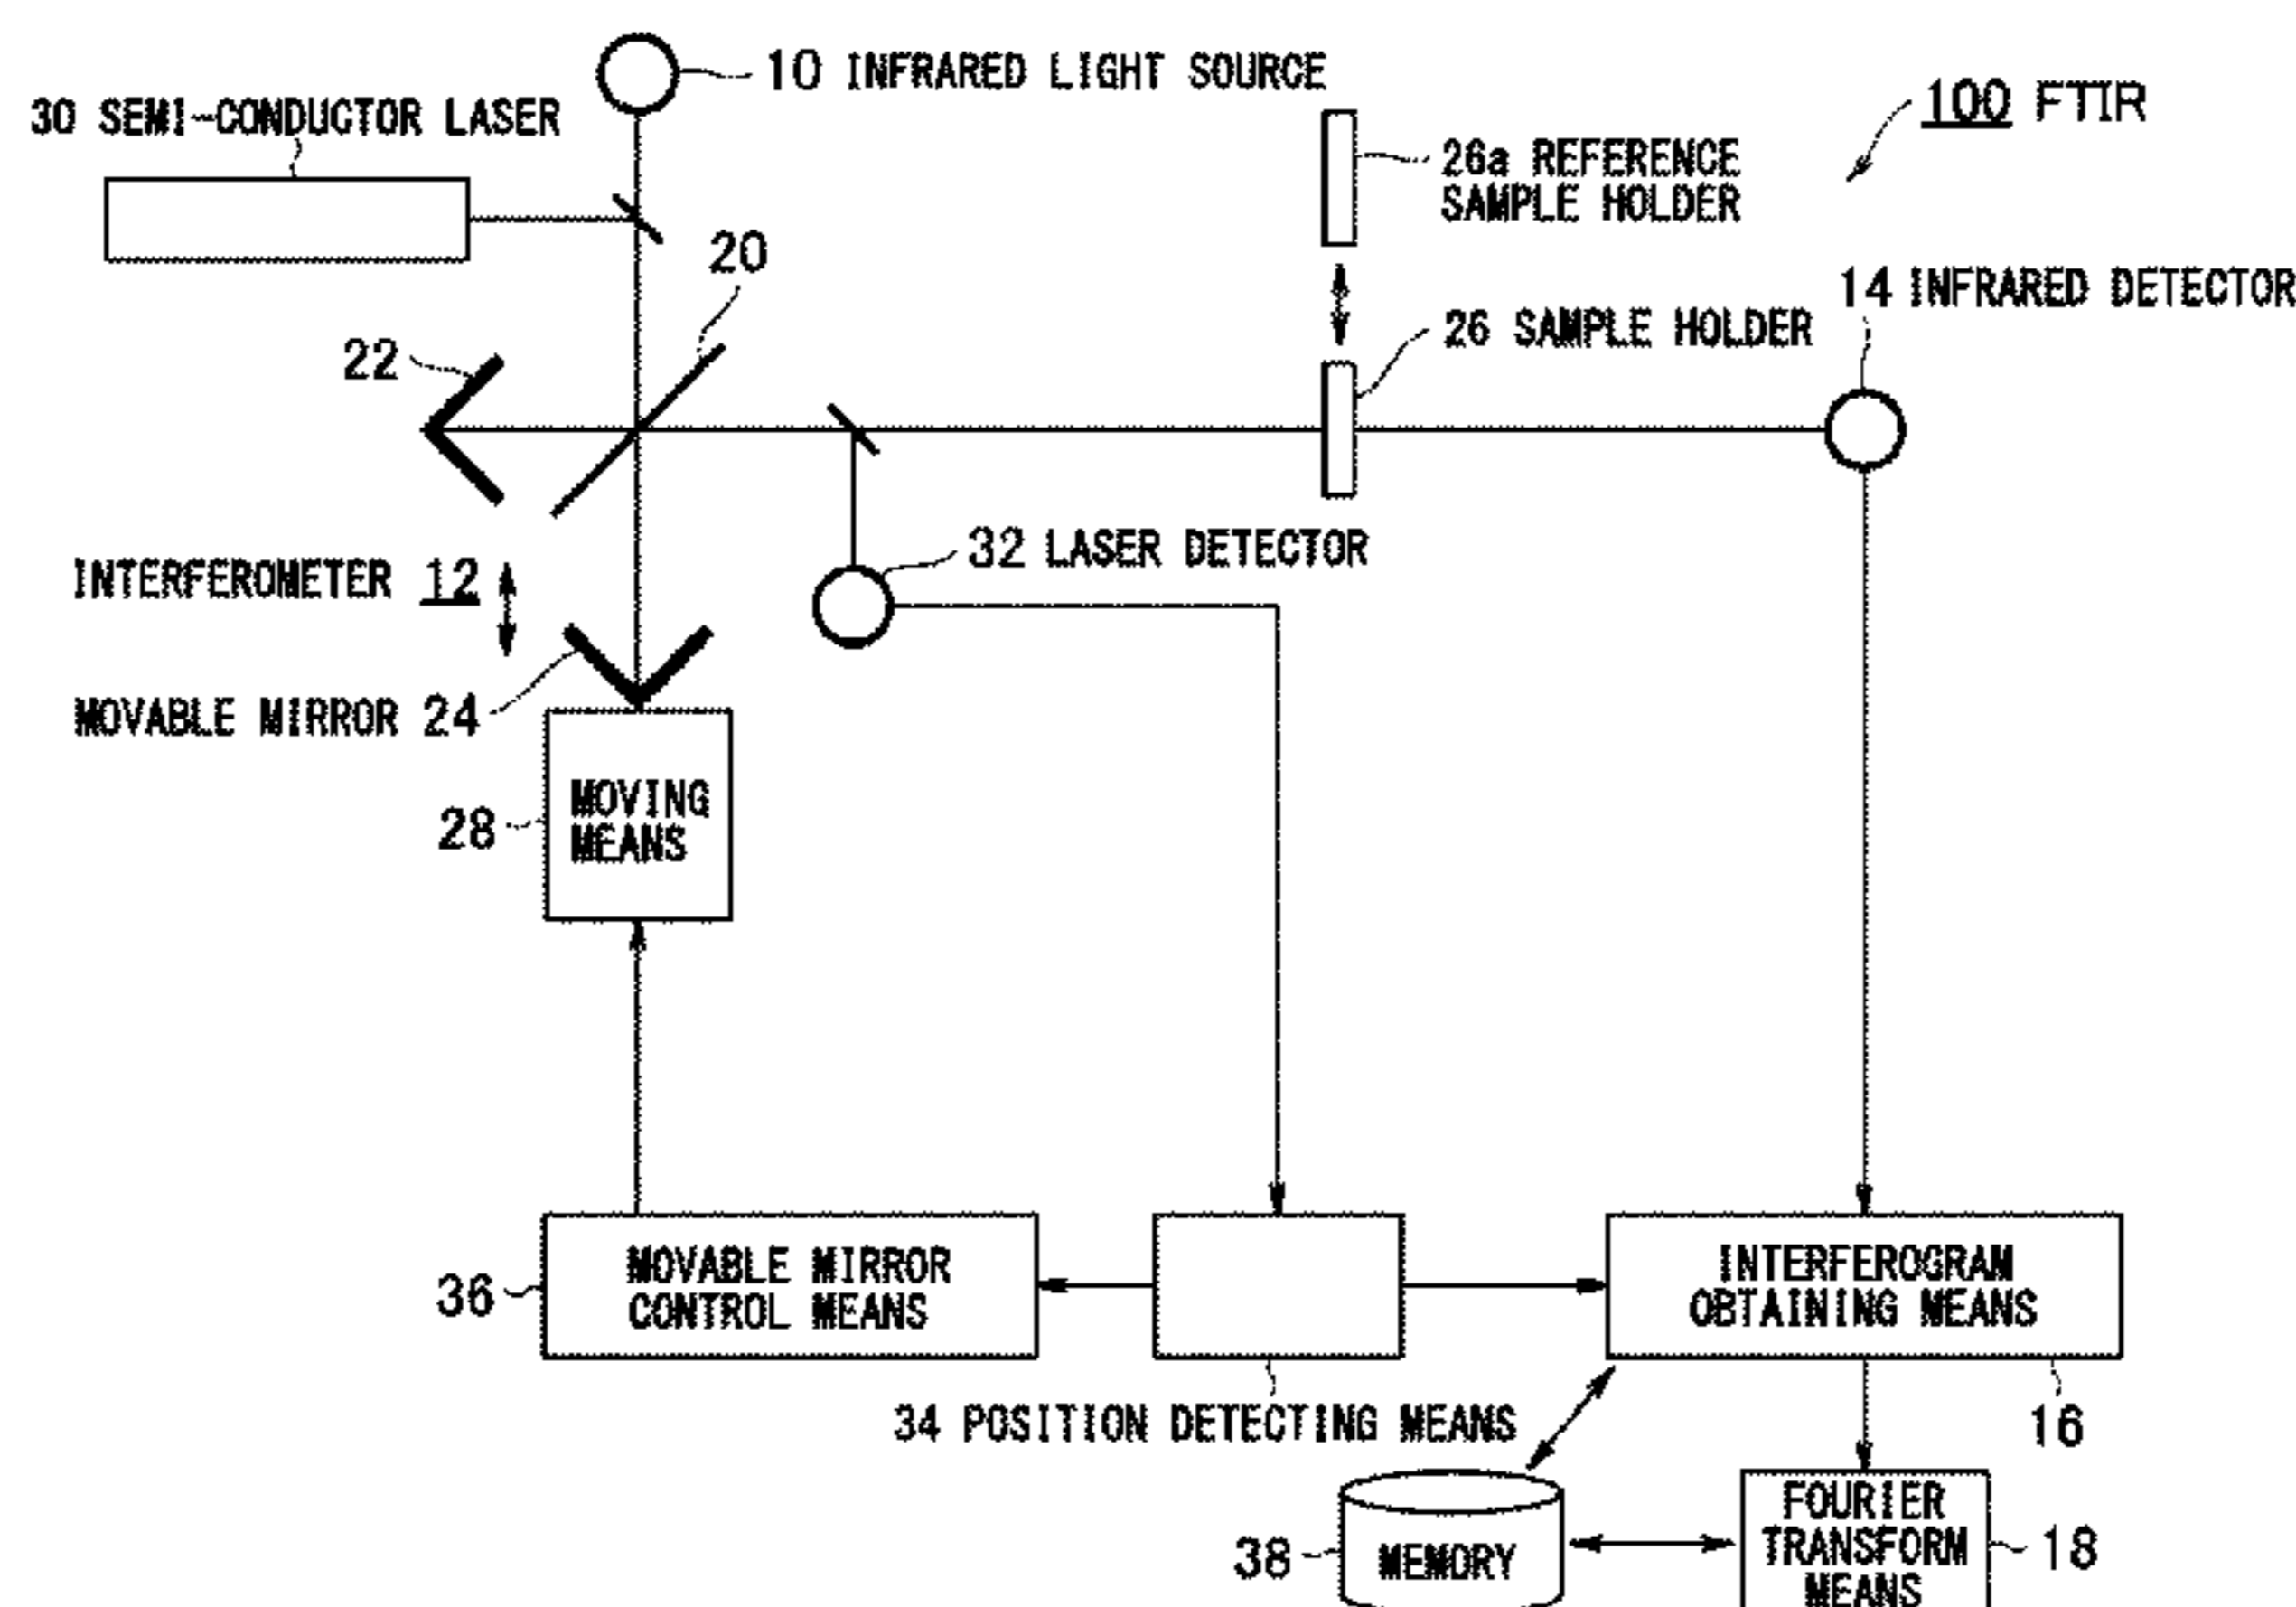 10 INFRARED LIGHT SOURCE
100 FTIR
30 SEMI-CONDUCTOR LASER
26a REFERENCE
SAMPLE HOLDER
20
14 INFRARED DETECTOR
26 SAMPLE HOLDER
22
32 LASER DETECTOR
INTERFEROMETER 12
MOVABLE MIRROR 24
MOVING
MEANS
28
MOVABLE MIRROR
CONTROL MEANS
36
INTERFEROGRAM
OBTAINING MEANS
34 POSITION DETECTING MEANS
16
FOURIER
TRANSFORM
MEANS
18
38
MEMORY